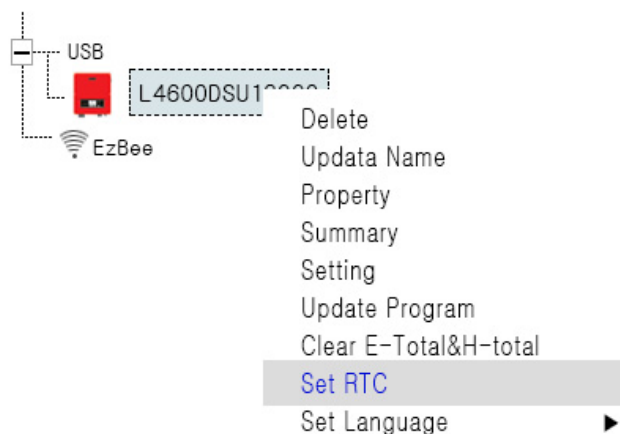 USB
L4600DSU1
EzBee
Delete
Updata Name
Property
Summary
Setting
Update Program
Clear E-Total&H-total
Set RTC
Set Language